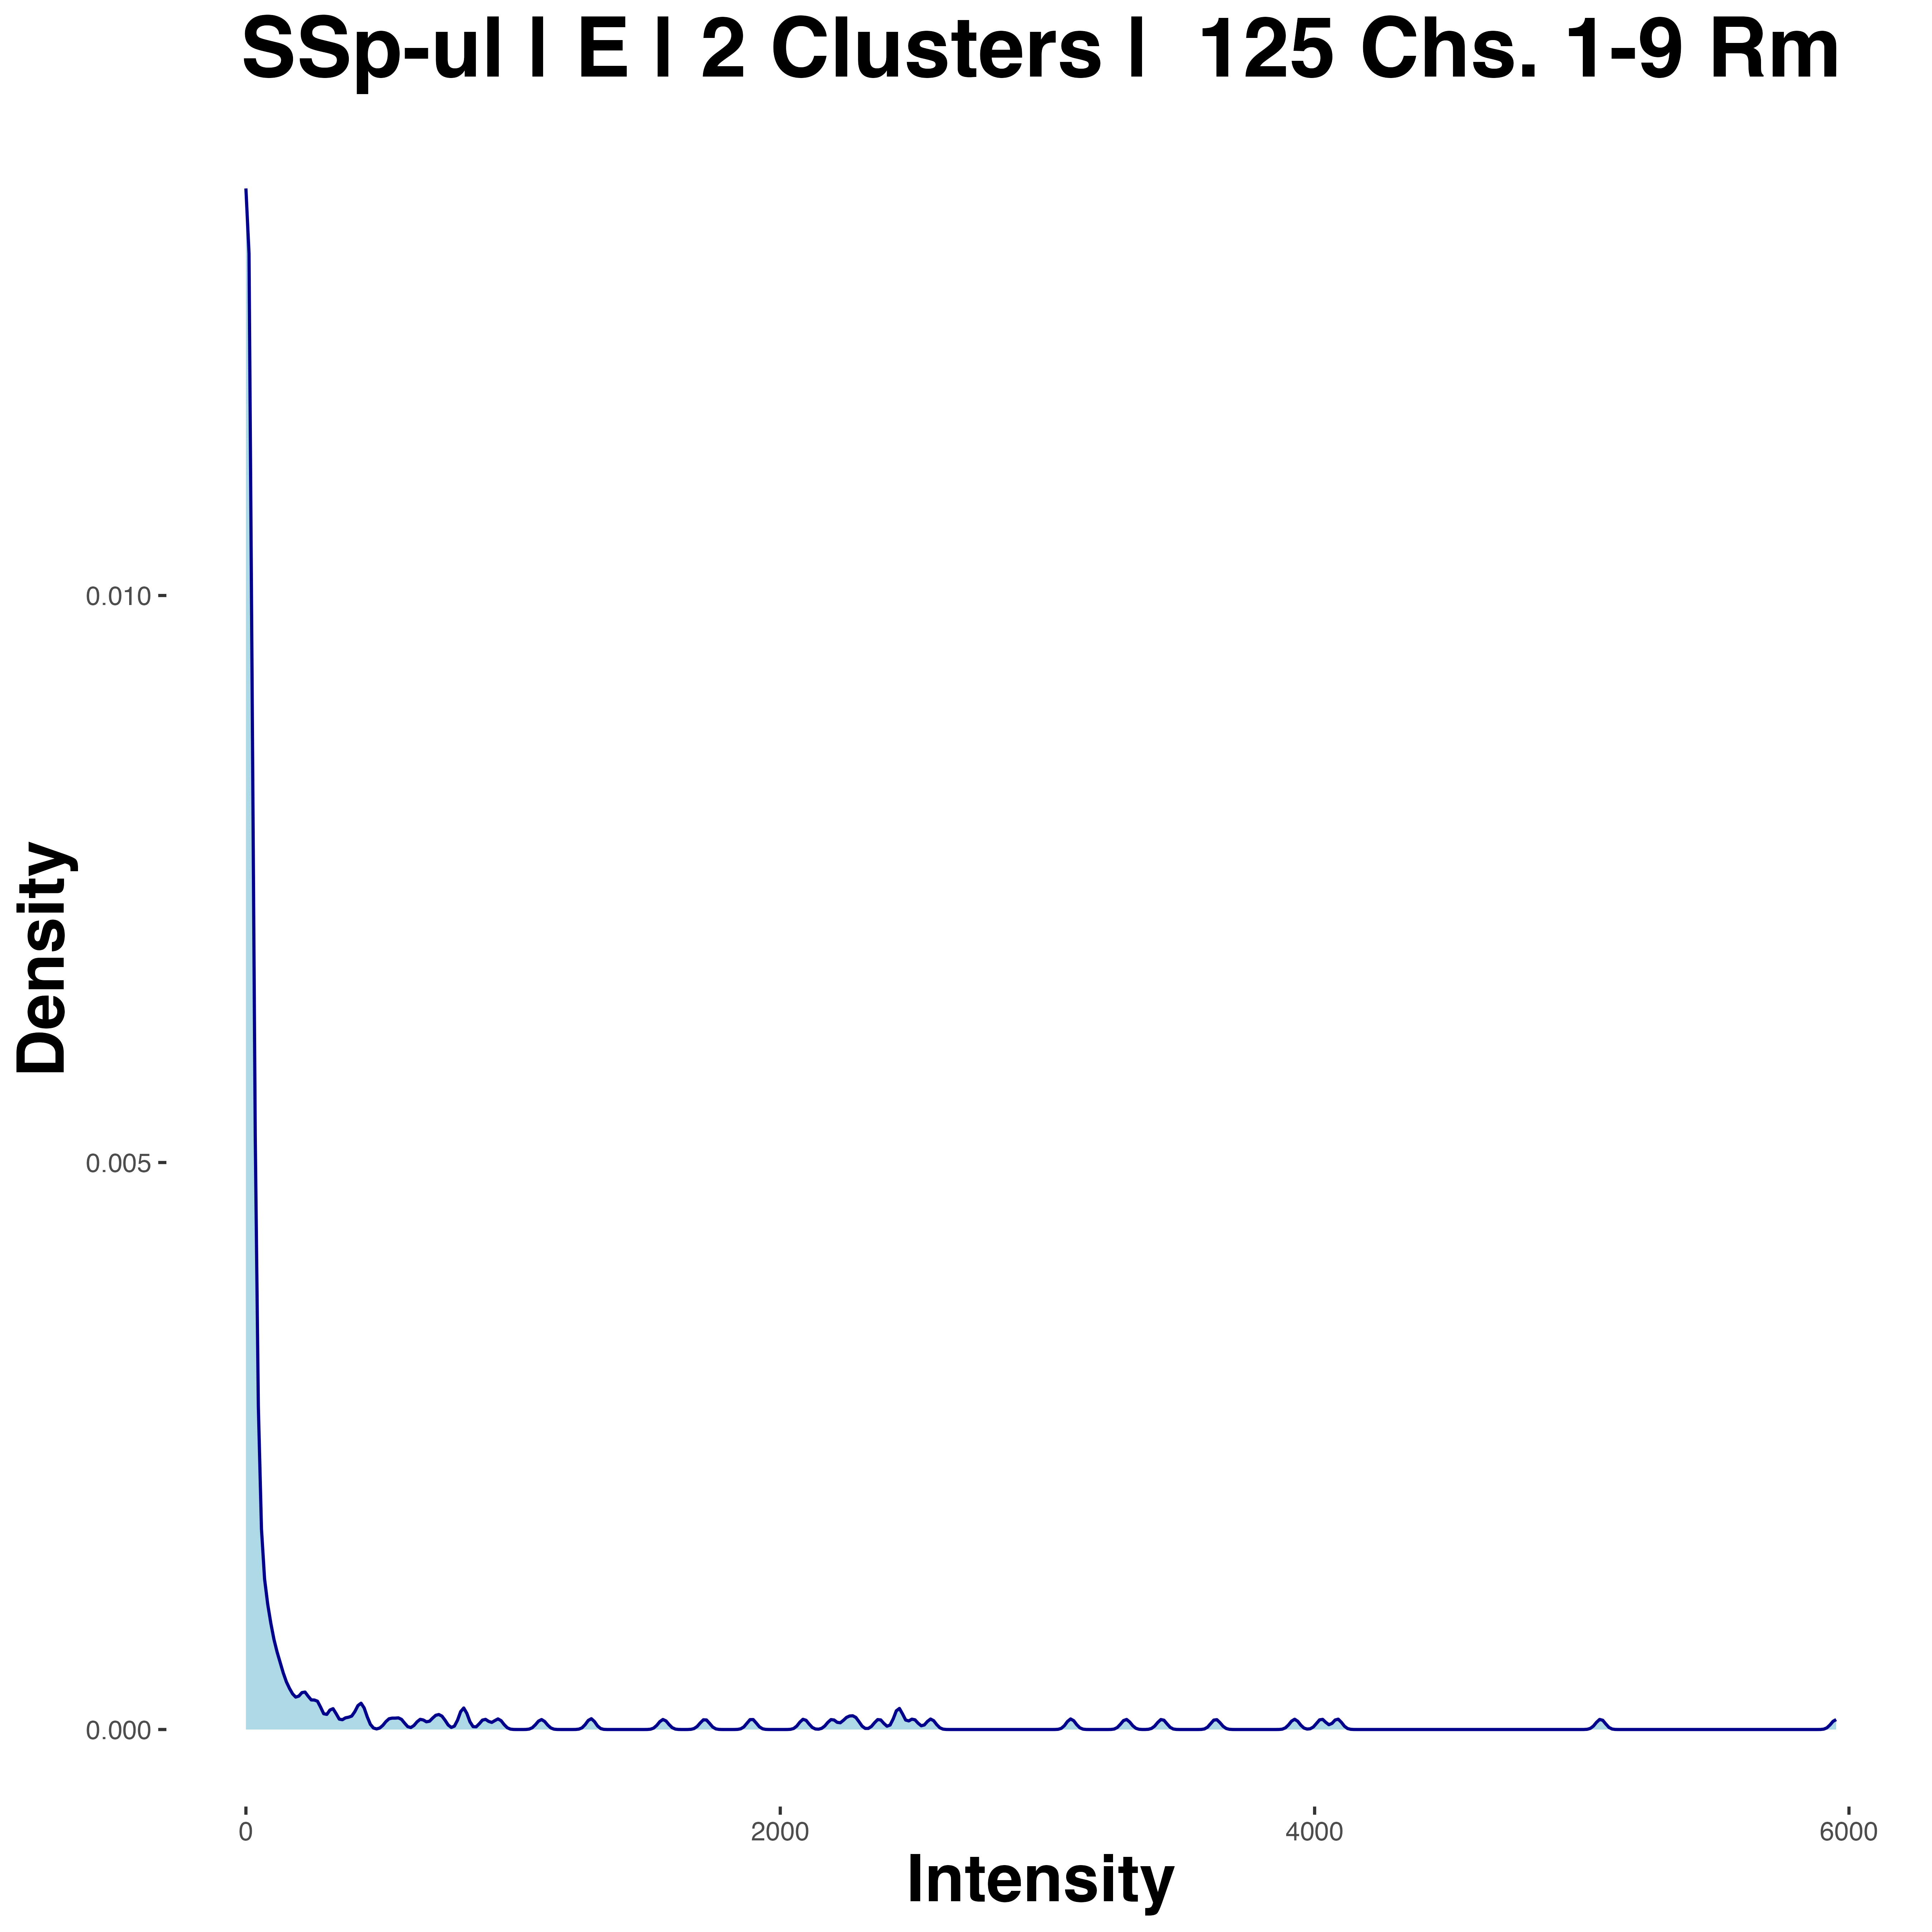 SSp-ul | E | 2 Clusters |  125 Chs. 1-9 Rm
Density
0.010
0.005
0.000
0
2000
4000
6000
Intensity